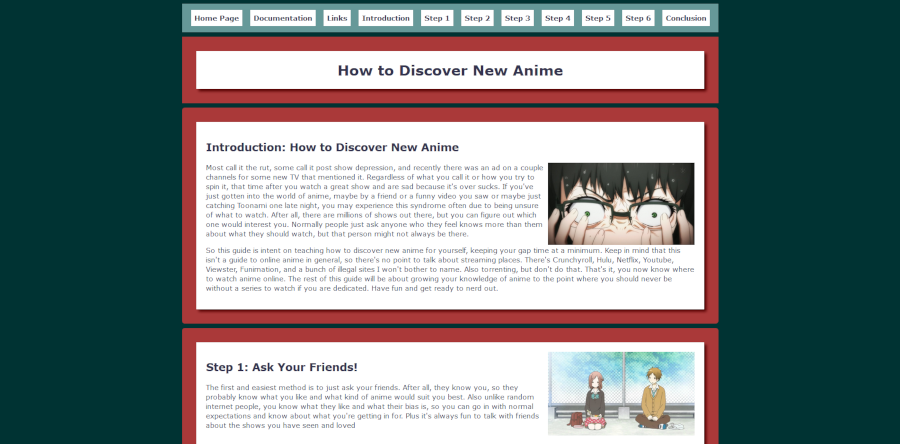 Home Page Documentation Links Introduction Step 1 Step 2 Step 3 Step 4 Step 5 Step 6 Conclusion
How to Discover New Anime
Introduction: How to Discover New Anime
Most call it the rut, some call it post show depression, and recently there was an ad on a couple
channels for some new TV that mentioned it. Regardless of what you call it or how you try to
spin it, that time after you watch a great show and are sad because it's over sucks. If you've
just gotten into the world of anime, maybe by a friend or a funny video you saw or maybe just
catching Toonami one late night, you may experience this syndrome often due to being unsure
of what to watch. After all, there are millions of shows out there, but you can figure out which
one would interest you. Normally people just ask anyone who they feel knows more than them
about what they should watch, but that person might not always be there.
So this guide is intent on teaching how to discover new anime for yourself, keeping your gap time at a minimum. Keep in mind that this
isn't a guide to online anime in general, so there's no point to talk about streaming places. There's Crunchyroll, Hulu, Netflix, Youtube,
Viewster, Funimation, and a bunch of illegal sites I won't bother to name. Also torrenting, but don't do that. That's it, you now know where
to watch anime online. The rest of this guide will be about growing your knowledge of anime to the point where you should never be
without a series to watch if you are dedicated. Have fun and get ready to nerd out.
Step 1: Ask Your Friends!
The first and easiest method is to just ask your friends. After all, they know you, so they
probably know what you like and what kind of anime would suit you best. Also unlike random
internet people, you know what they like and what their bias is, so you can go in with normal
expectations and know about what you're getting in for. Plus it's always fun to talk with friends
about the shows you have seen and loved